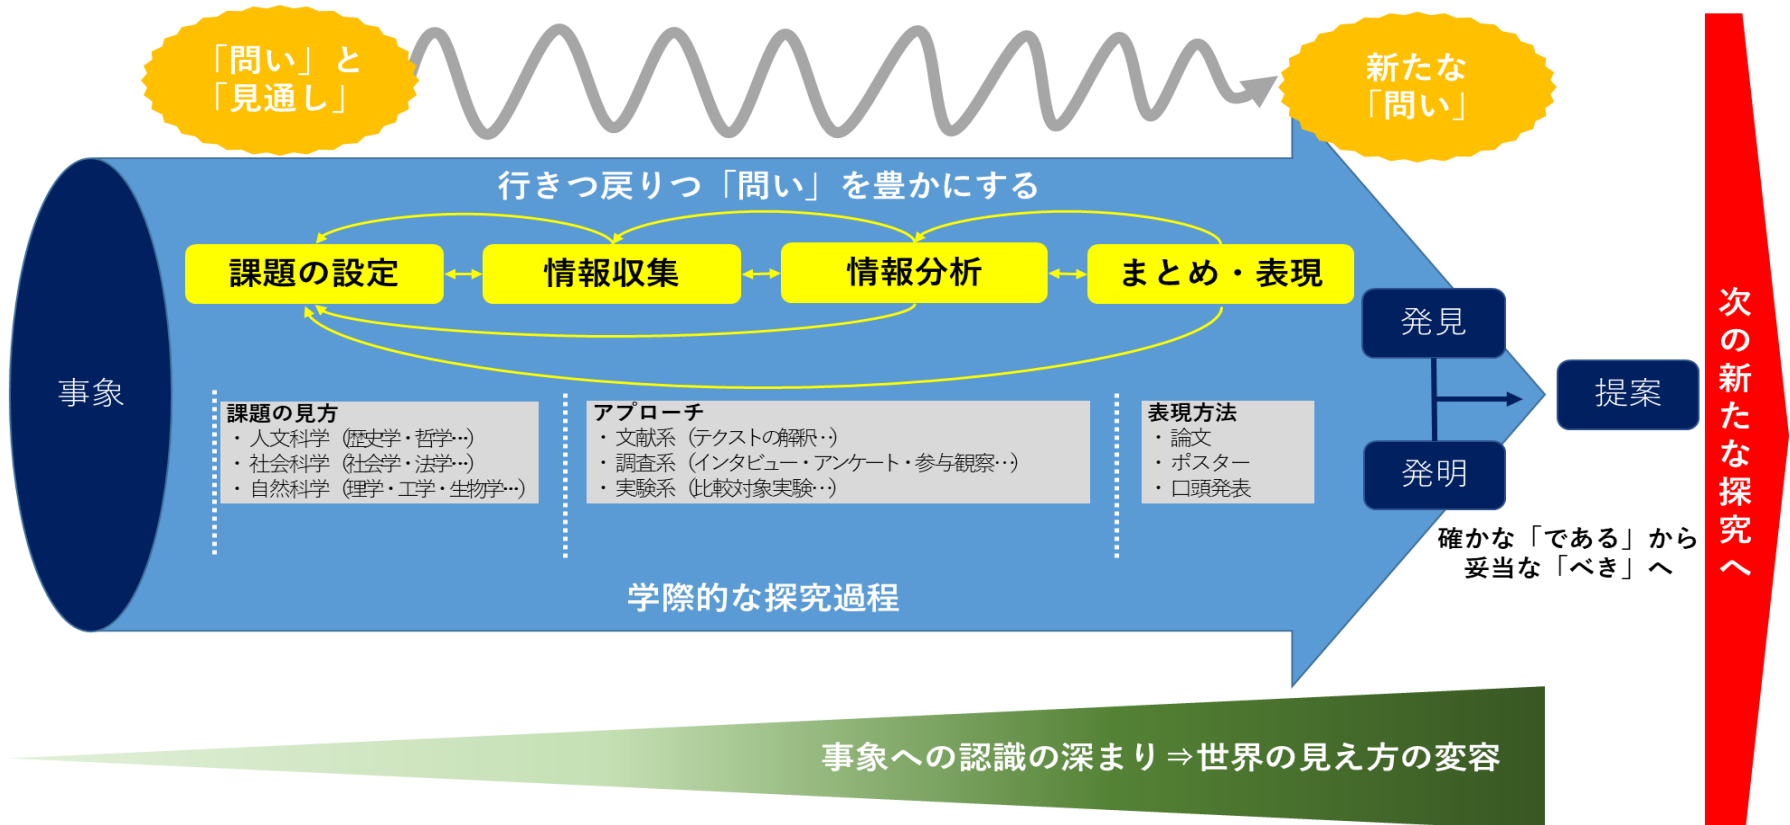 「問い」と
「見通し」
新たな
「問い」
行きつ戻りつ「問い」を豊かにする
課題の設定
情報収集
情報分析
まとめ・表現
事象
発見
発明
提案
課題の見方
・人文科学（歴史学・哲学…）
・社会科学（社会学・法学…）
・自然科学（理学・工学・生物学…）
アプローチ
・文献系（テクストの解釈…）
・調査系（インタビュー・アンケート・参与観察…）
・実験系（比較対象実験…）
表現方法
・論文
・ポスター
・口頭発表
確かな「である」から
妥当な「べき」へ
学際的な探究過程
事象への認識の深まり⇒世界の見え方の変容
次の新たな探究へ